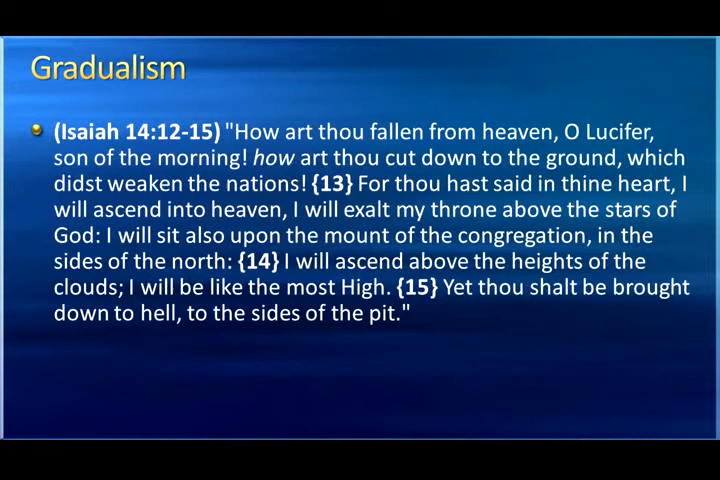 Gradualism
(Isaiah 14:12-15) "How art thou fallen from heaven, O Lucifer,
son of the morning! how art thou cut down to the ground, which
didst weaken the nations! {13} For thou hast said in thine heart, I
will ascend into heaven, I will exalt my throne above the stars of
God: I will sit also upon the mount of the congregation, in the
sides of the north: {14} I will ascend above the heights of the
clouds; I will be like the most High. {15} Yet thou shalt be brought
down to hell, to the sides of the pit."